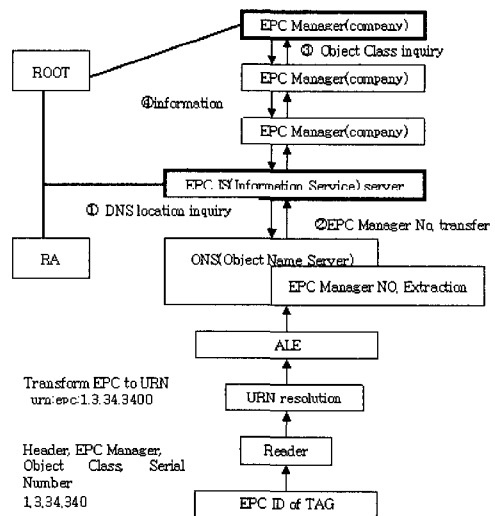 EPC Manager(company)
③ Object Class inquiry
ROOT
EPC Manager(company)
④information
EPC Manager(company)
EPC IS(Information Service) server
① DNS location inquiry
②EPC Manager No, transfer
RA
ONS(Object Name Server)
EPC Manager NO, Extraction
ALE
Transform EPC to URN
urn:epc:1.3.34.3400
URN resolution
Header, EPC Manager,
Object Class, Serial
Number
1,3,34,340
Reader
EPC ID of TAG